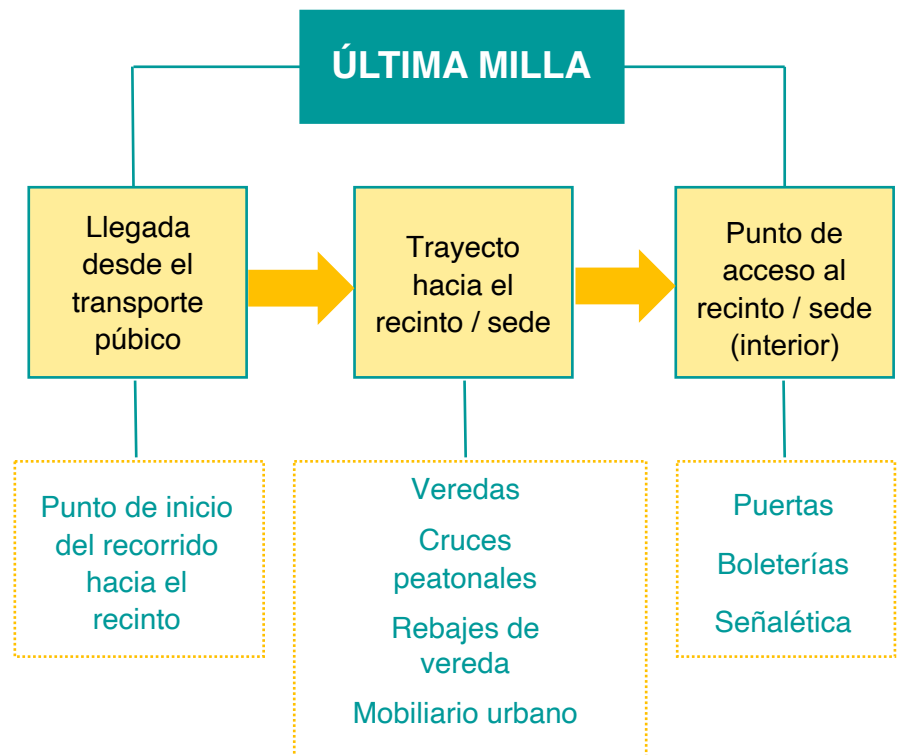 ÚLTIMA MILLA
Llegada
desde el
transporte
púbico
Trayecto
hacia el
recinto / sede
Punto de
acceso al
recinto / sede
(interior)
Punto de inicio
del recorrido
hacia el
recinto
Veredas
Cruces
peatonales
Rebajes de
vereda
Mobiliario urbano
Puertas
Boleterías
Señalética